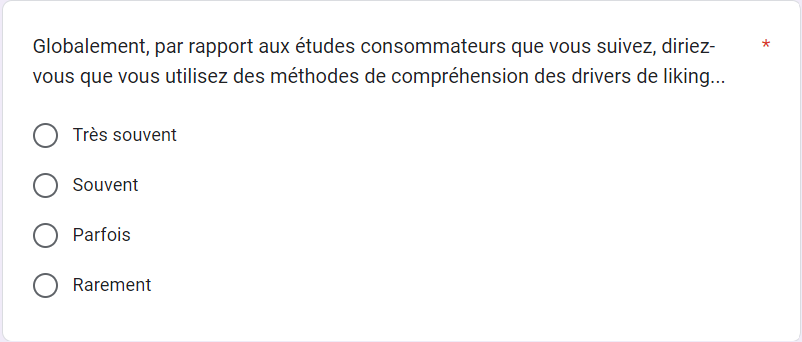 Globalement, par rapport aux études consommateurs que vous suivez, diriez- *
vous que vous utilisez des méthodes de compréhension des drivers de liking...
Très souvent
Souvent
Parfois
Rarement